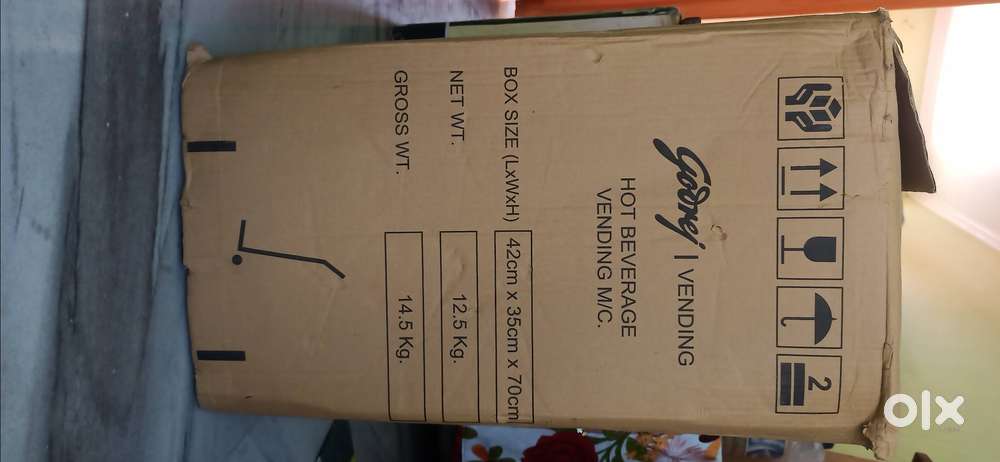 2
Godrej | VENDING
HOT BEVERAGE
VENDING M/C.
BOX SIZE (LxWxH) 42cm x 35cm x 70cm
NET WT. 12.5 Kg.
GROSS WT. 14.5 Kg.
olx